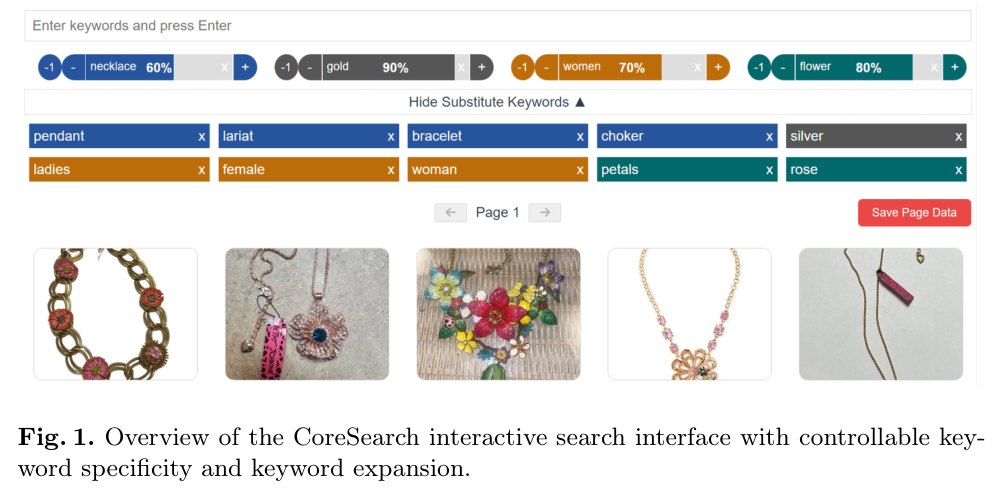 Enter keywords and press Enter
-1 - necklace 60% x + -1 - gold 90% x + -1 - women 70% x + -1 - flower 80% x +
Hide Substitute Keywords ▲
pendant x lariat x bracelet x choker x silver x
ladies x female x woman x petals x rose x
← Page 1 → Save Page Data
Fig. 1. Overview of the CoreSearch interactive search interface with controllable key-
word specificity and keyword expansion.